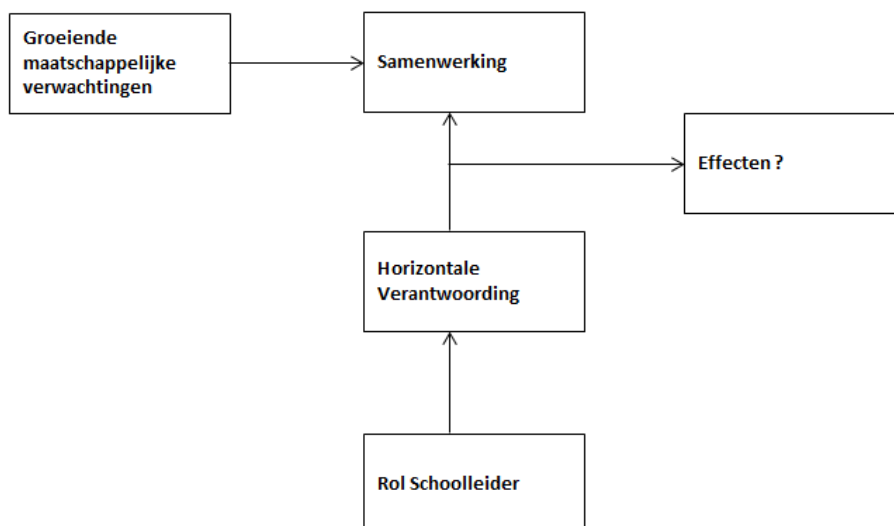 Groeiende
maatschappelijke
verwachtingen
Samenwerking
Effecten ?
Horizontale
Verantwoording
Rol Schoolleider